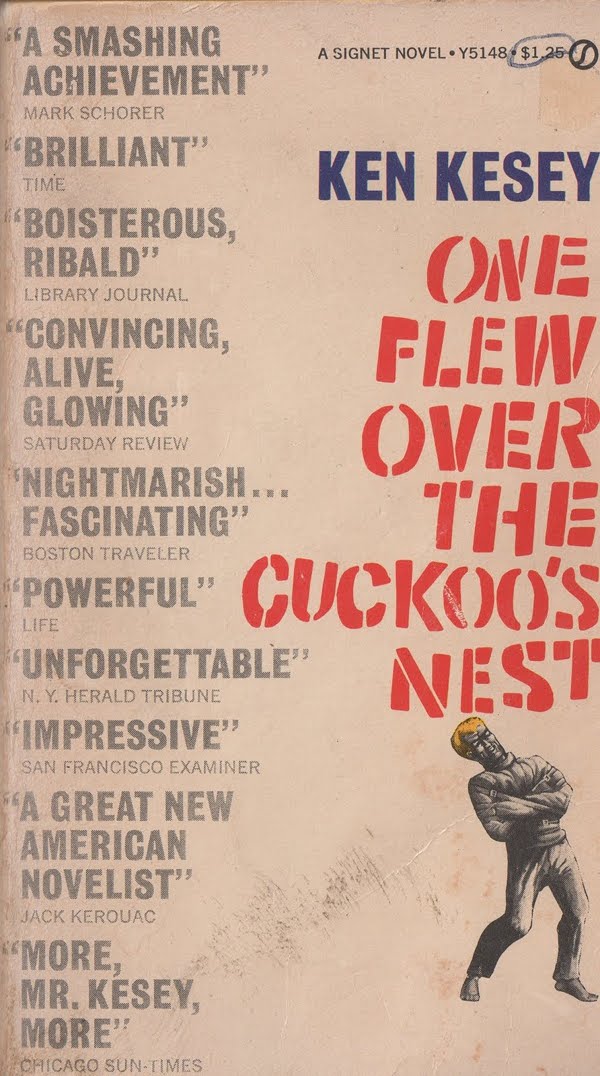 “A SMASHING
ACHIEVEMENT”
MARK SCHORER
“BRILLIANT”
TIME
“BOISTEROUS,
RIBALD”
LIBRARY JOURNAL
“CONVINCING,
ALIVE,
GLOWING”
SATURDAY REVIEW
“NIGHTMARISH...
FASCINATING”
BOSTON TRAVELER
“POWERFUL”
LIFE
“UNFORGETTABLE”
N. Y. HERALD TRIBUNE
“IMPRESSIVE”
SAN FRANCISCO EXAMINER
“A GREAT NEW
AMERICAN
NOVELIST”
JACK KEROUAC
“MORE,
MR. KESEY,
MORE”
CHICAGO SUN-TIMES
A SIGNET NOVEL • Y5148 • $1.25
KEN KESEY
ONE
FLEW
OVER
THE
CUCKOO'S
NEST